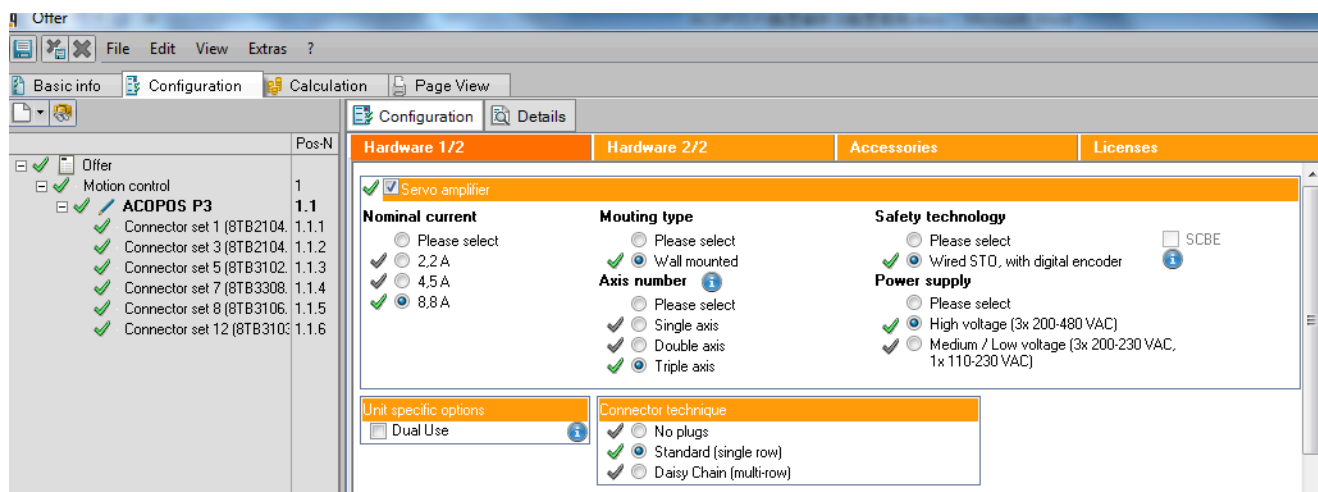 Offer
File Edit View Extras ?
Basic info Configuration Calculation Page View
Configuration Details
Pos-N
Offer
Motion control 1
ACOPOS P3 1.1
Connector set 1 (8TB2104. 1.1.1
Connector set 3 (8TB2104. 1.1.2
Connector set 5 (8TB3102. 1.1.3
Connector set 7 (8TB3308. 1.1.4
Connector set 8 (8TB3106. 1.1.5
Connector set 12 (8TB3103 1.1.6
Hardware 1/2 Hardware 2/2 Accessories Licenses
Servo amplifier
Nominal current
Please select
2,2 A
4,5 A
8,8 A
Mouting type
Please select
Wall mounted
Axis number
Please select
Single axis
Double axis
Triple axis
Safety technology
Please select
Wired STO, with digital encoder
SCBE
Power supply
Please select
High voltage (3x 200-480 VAC)
Medium / Low voltage (3x 200-230 VAC,
1x 110-230 VAC)
Unit specific options
Dual Use
Connector technique
No plugs
Standard (single row)
Daisy Chain (multi-row)